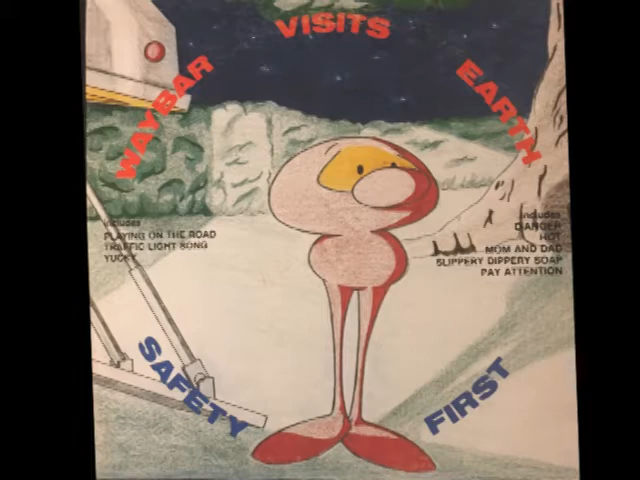 WAYBAR
VISITS
EARTH
includes
PLAYING ON THE ROAD
TRAFFIC LIGHT SONG
YUCKY
includes
DANGER
HOT
MOM AND DAD
SLIPPERY DIPPERY SOAP
PAY ATTENTION
SAFETY
FIRST